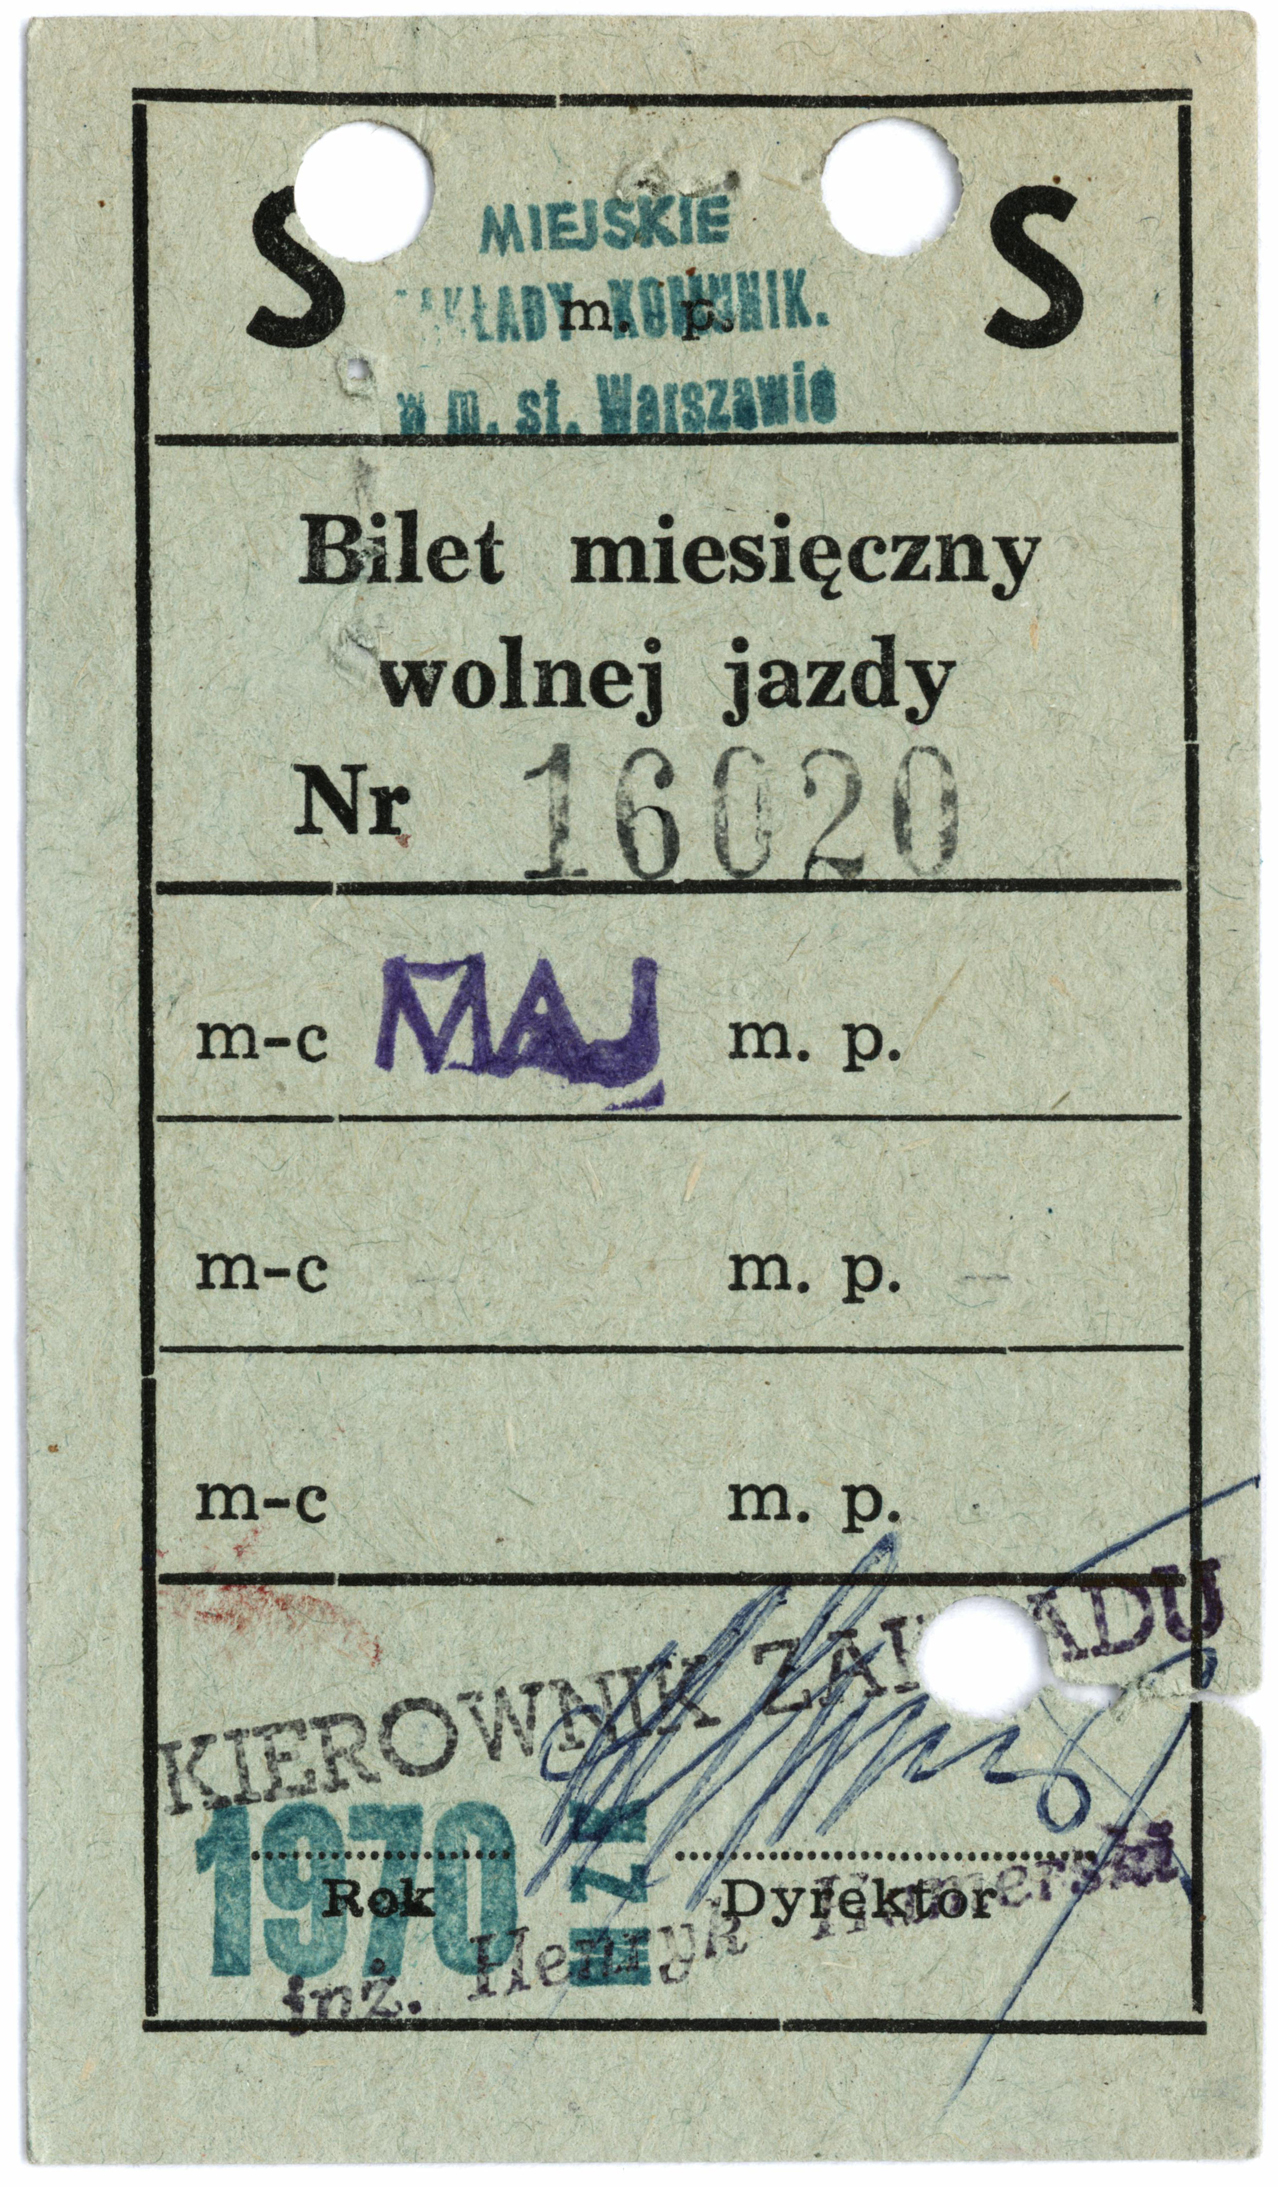 S S
MIEJSKIE
ZAKŁADY KOMUNIK.
m. p.
w m. st. Warszawie
Bilet miesięczny
wolnej jazdy
Nr 16020
m-c MAJ m. p.
m-c m. p.
m-c m. p.
KIEROWNIK ZAKŁADU
1970 MZK
Rok Dyrektor
inż. Henryk